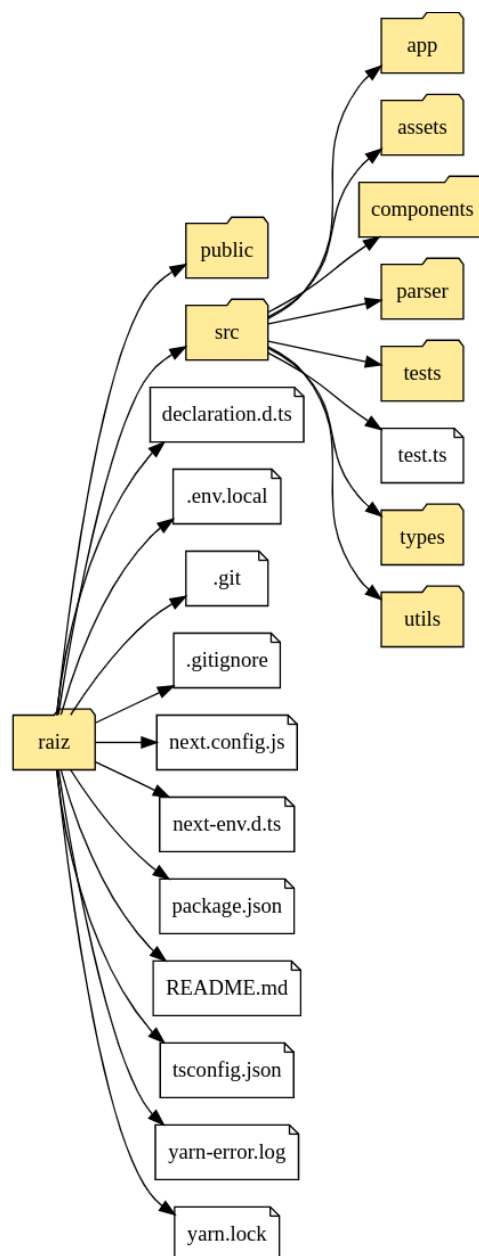 app
assets
components
public
parser
src
tests
declaration.d.ts
test.ts
.env.local
types
.git
utils
.gitignore
raiz
next.config.js
next-env.d.ts
package.json
README.md
tsconfig.json
yarn-error.log
yarn.lock